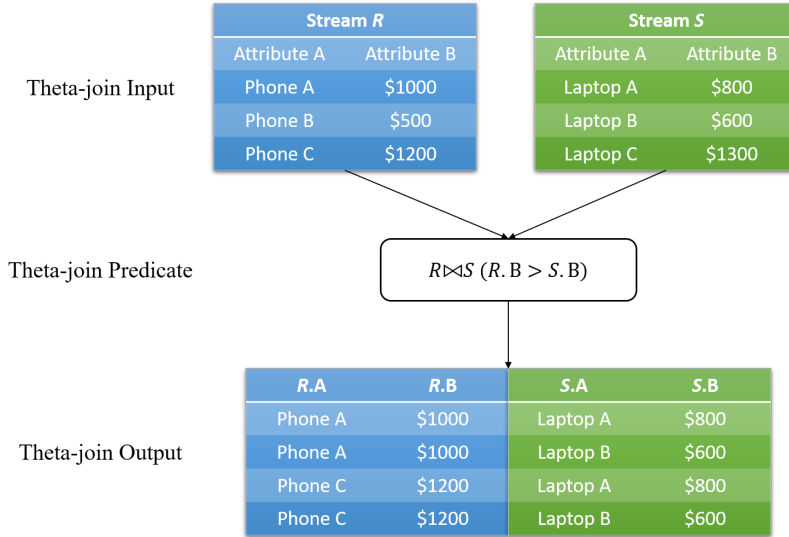 Stream R Stream S
Attribute A Attribute B Attribute A Attribute B
Theta-join Input Phone A $1000 Laptop A $800
Phone B $500 Laptop B $600
Phone C $1200 Laptop C $1300
Theta-join Predicate R⋈S (R.B > S.B)
R.A R.B S.A S.B
Phone A $1000 Laptop A $800
Theta-join Output Phone A $1000 Laptop B $600
Phone C $1200 Laptop A $800
Phone C $1200 Laptop B $600